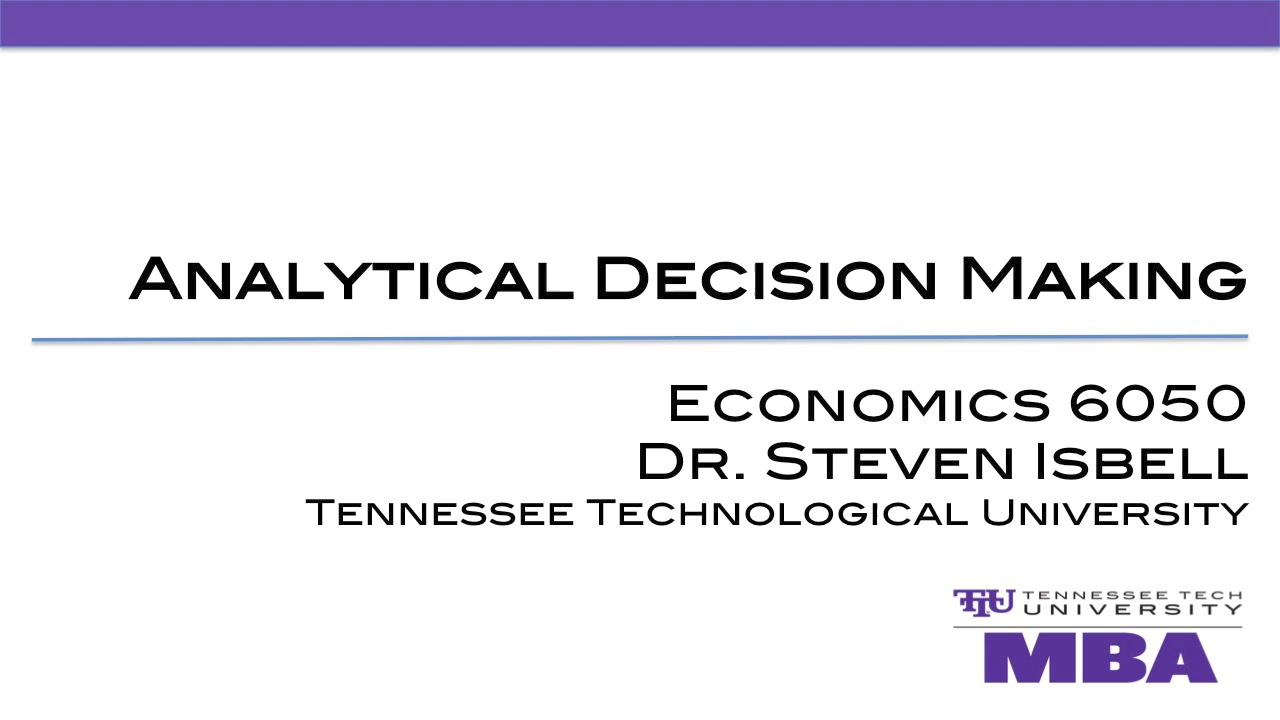 Analytical Decision Making
Economics 6050
Dr. Steven Isbell
Tennessee Technological University
TTU TENNESSEE TECH
UNIVERSITY
MBA